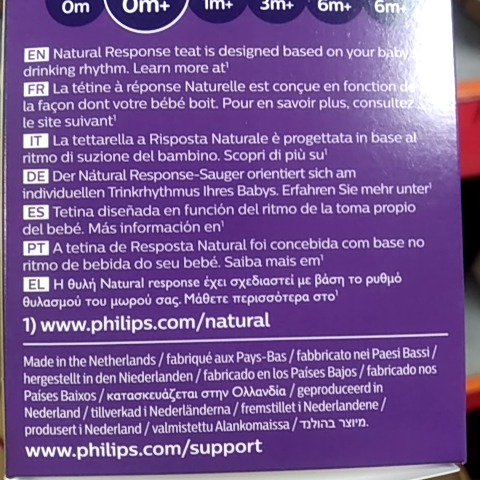 0m 0m+ 1m+ 3m+ 6m+ 6m+
EN Natural Response teat is designed based on your baby's
drinking rhythm. Learn more at¹
FR La tétine à réponse Naturelle est conçue en fonction de
la façon dont votre bébé boit. Pour en savoir plus, consultez
le site suivant¹
IT La tettarella a Risposta Naturale è progettata in base al
ritmo di suzione del bambino. Scopri di più su¹
DE Der Natural Response-Sauger orientiert sich am
individuellen Trinkrhythmus Ihres Babys. Erfahren Sie mehr unter¹
ES Tetina diseñada en función del ritmo de la toma propio
del bebé. Más información en¹
PT A tetina de Resposta Natural foi concebida com base no
ritmo de bebida do seu bebé. Saiba mais em¹
EL Η θηλή Natural response έχει σχεδιαστεί με βάση το ρυθμό
θηλασμού του μωρού σας. Μάθετε περισσότερα στο¹
1) www.philips.com/natural
Made in the Netherlands / fabriqué aux Pays-Bas / fabbricato nei Paesi Bassi /
hergestellt in den Niederlanden / fabricado en los Países Bajos / fabricado nos
Países Baixos / κατασκευάζεται στην Ολλανδία / geproduceerd in
Nederland / tillverkad i Nederländerna / fremstillet i Nederlandene /
produsert i Nederland / valmistettu Alankomaissa / מיוצר בהולנד.
www.philips.com/support